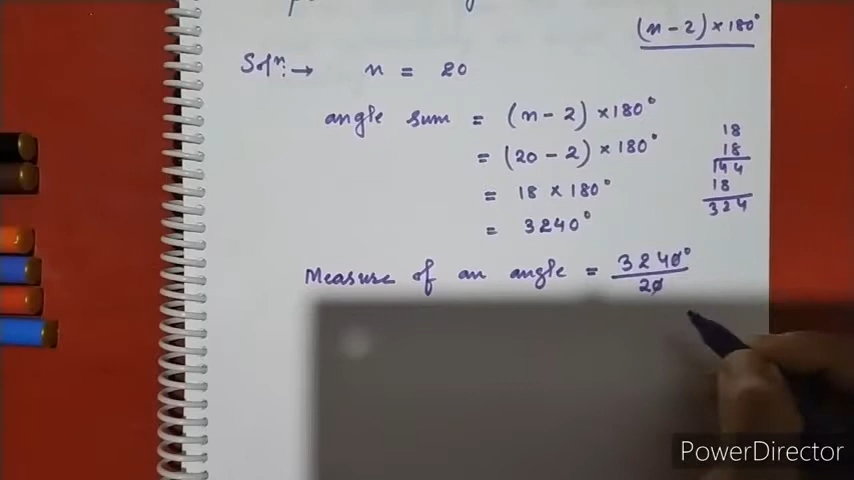 (n-2)×180°
Solⁿ:→ n = 20
angle sum = (n-2)×180°
= (20-2)×180°
= 18 × 180°
= 3240°
18
18
144
18
324
Measure of an angle = 3240°/20
PowerDirector